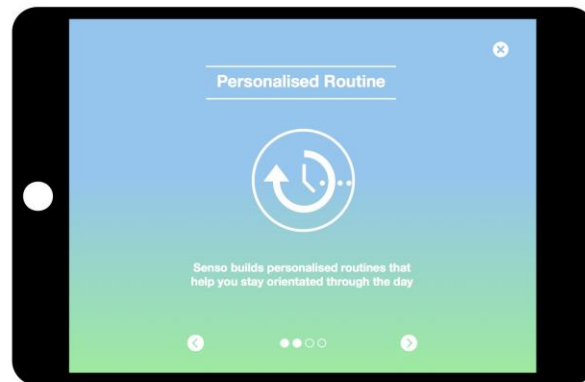 Personalised Routine
Senso builds personalised routines that
help you stay orientated through the day